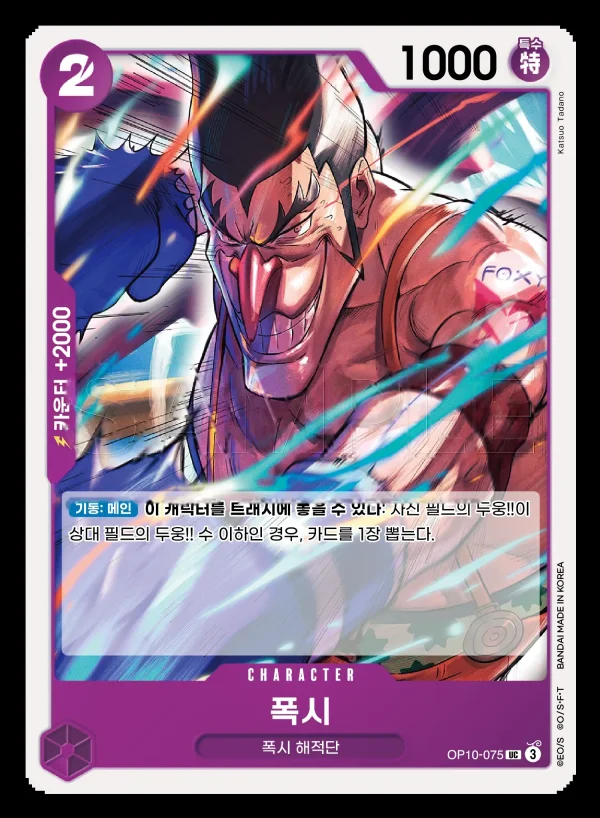 2
1000
특수
特
Katsuo Tadano
FOXY
⚡카운터 +2000
SAMPLE
기동: 메인 이 캐릭터를 트래시에 놓을 수 있다: 자신 필드의 두웅!!이
상대 필드의 두웅!! 수 이하인 경우, 카드를 1장 뽑는다.
CHARACTER
폭시
폭시 해적단
OP10-075 UC 3
©EO/S ©O/S·F·T BANDAI MADE IN KOREA